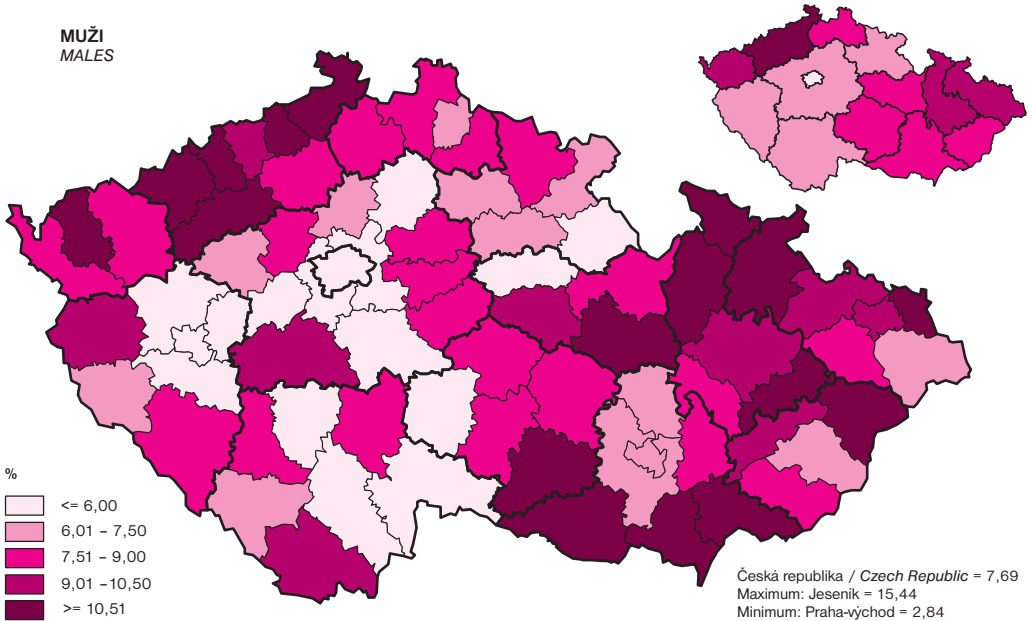 MUŽI
MALES
%
<= 6,00
6,01 – 7,50
7,51 – 9,00
9,01 –10,50
>= 10,51
Česká republika / Czech Republic = 7,69
Maximum: Jeseník = 15,44
Minimum: Praha-východ = 2,84